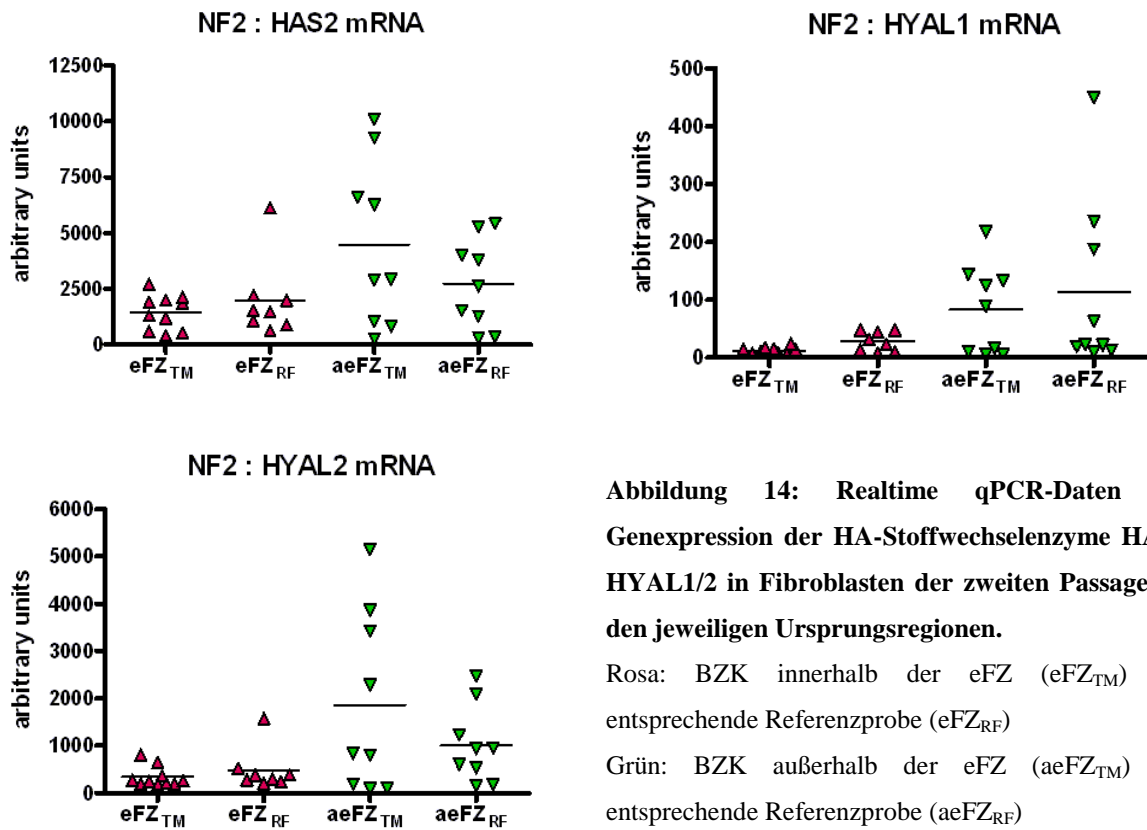 NF2 : HAS2 mRNA
12500
10000
7500
5000
2500
0
arbitrary units
eFZTM eFZRF aeFZTM aeFZRF
NF2 : HYAL1 mRNA
500
400
300
200
100
0
arbitrary units
eFZTM eFZRF aeFZTM aeFZRF
NF2 : HYAL2 mRNA
6000
5000
4000
3000
2000
1000
0
arbitrary units
eFZTM eFZRF aeFZTM aeFZRF
Abbildung 14: Realtime qPCR-Daten
Genexpression der HA-Stoffwechselenzyme HA
HYAL1/2 in Fibroblasten der zweiten Passage
den jeweiligen Ursprungsregionen.
Rosa: BZK innerhalb der eFZ (eFZTM)
entsprechende Referenzprobe (eFZRF)
Grün: BZK außerhalb der eFZ (aeFZTM)
entsprechende Referenzprobe (aeFZRF)